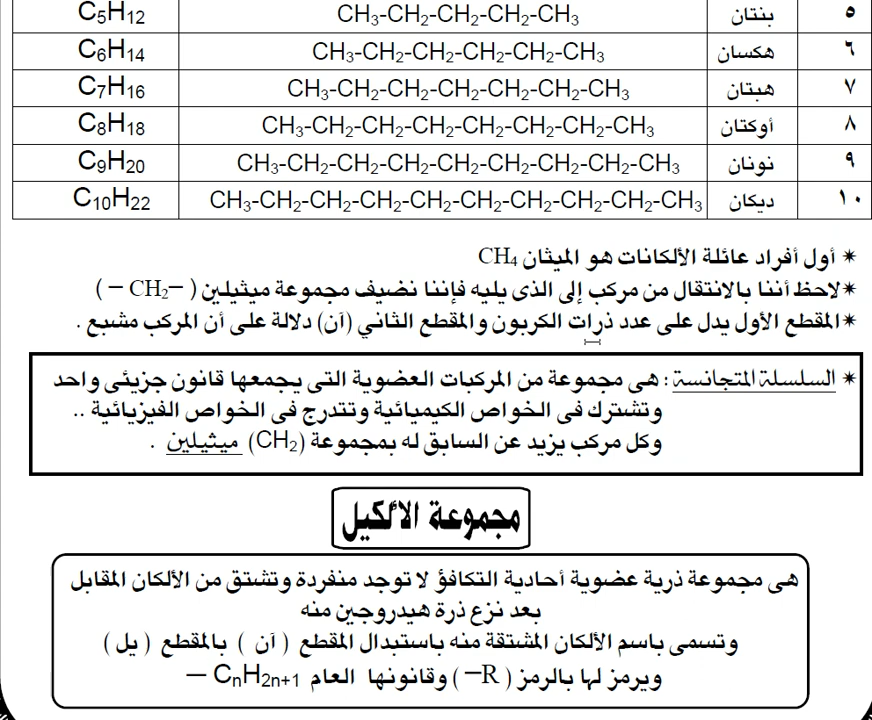 ٥ بنتان CH3-CH2-CH2-CH2-CH3 C5H12
٦ هكسان CH3-CH2-CH2-CH2-CH2-CH3 C6H14
٧ هبتان CH3-CH2-CH2-CH2-CH2-CH2-CH3 C7H16
٨ أوكتان CH3-CH2-CH2-CH2-CH2-CH2-CH2-CH3 C8H18
٩ نونان CH3-CH2-CH2-CH2-CH2-CH2-CH2-CH2-CH3 C9H20
١٠ ديكان CH3-CH2-CH2-CH2-CH2-CH2-CH2-CH2-CH2-CH3 C10H22
* أول أفراد عائلة الألكانات هو الميثان CH4
* لاحظ أننا بالانتقال من مركب إلى الذى يليه فإننا نضيف مجموعة ميثيلين ( – CH2 – )
* المقطع الأول يدل على عدد ذرات الكربون والمقطع الثاني (آن) دلالة على أن المركب مشبع .
* السلسلة المتجانسة : هى مجموعة من المركبات العضوية التى يجمعها قانون جزيئى واحد
وتشترك فى الخواص الكيميائية وتتدرج فى الخواص الفيزيائية ..
وكل مركب يزيد عن السابق له بمجموعة (CH2) ميثيلين .
مجموعة الألكيل
هى مجموعة ذرية عضوية أحادية التكافؤ لا توجد منفردة وتشتق من الألكان المقابل
بعد نزع ذرة هيدروجين منه
وتسمى باسم الألكان المشتقة منه باستبدال المقطع ( آن ) بالمقطع ( يل )
ويرمز لها بالرمز ( R– ) وقانونها العام CnH2n+1 –